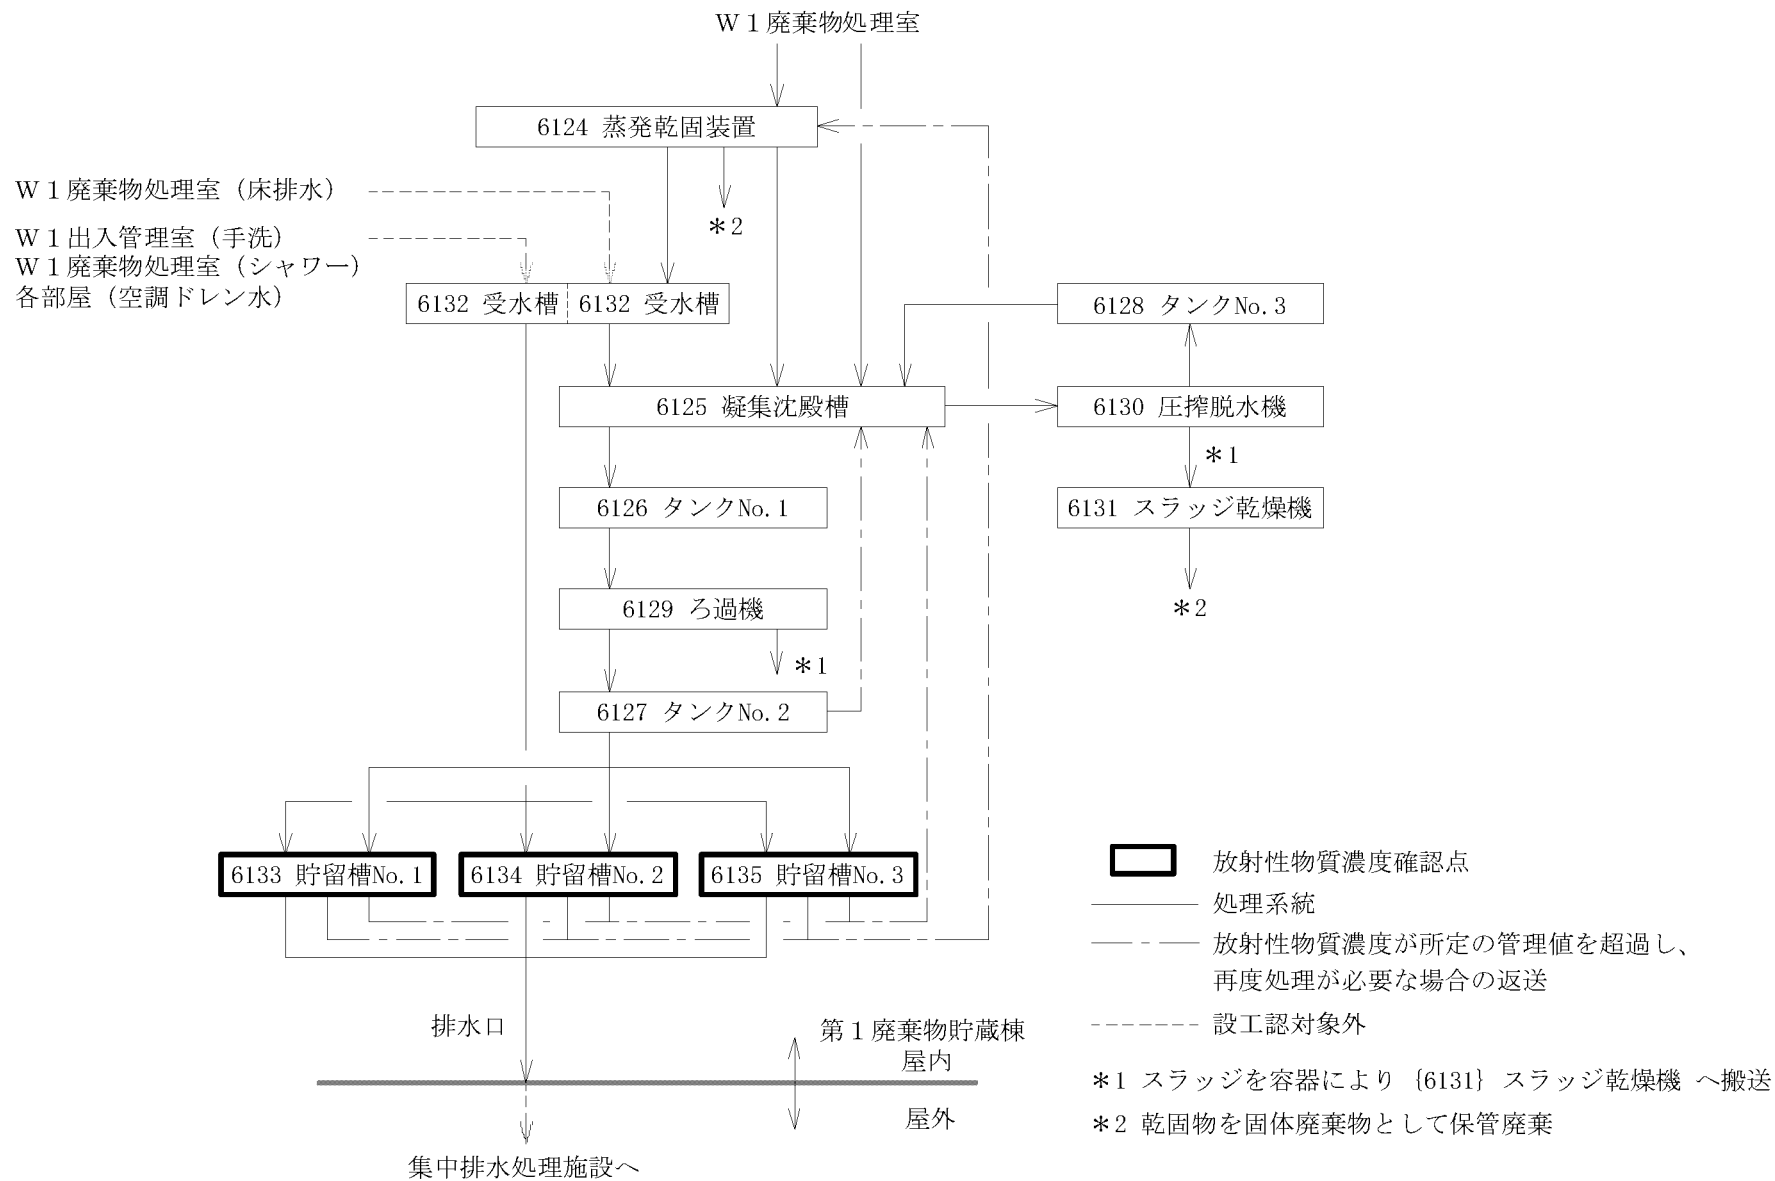 W1廃棄物処理室
6124 蒸発乾固装置
W1廃棄物処理室（床排水）
＊2
W1出入管理室（手洗）
W1廃棄物処理室（シャワー）
各部屋（空調ドレン水）
6132 受水槽
6132 受水槽
6128 タンクNo.3
6125 凝集沈殿槽
6130 圧搾脱水機
＊1
6126 タンクNo.1
6131 スラッジ乾燥機
6129 ろ過機
＊2
＊1
6127 タンクNo.2
6133 貯留槽No.1
6134 貯留槽No.2
6135 貯留槽No.3
放射性物質濃度確認点
処理系統
放射性物質濃度が所定の管理値を超過し、
再度処理が必要な場合の返送
設工認対象外
＊1 スラッジを容器により｛6131｝スラッジ乾燥機 へ搬送
＊2 乾固物を固体廃棄物として保管廃棄
排水口
第1廃棄物貯蔵棟
屋内
屋外
集中排水処理施設へ